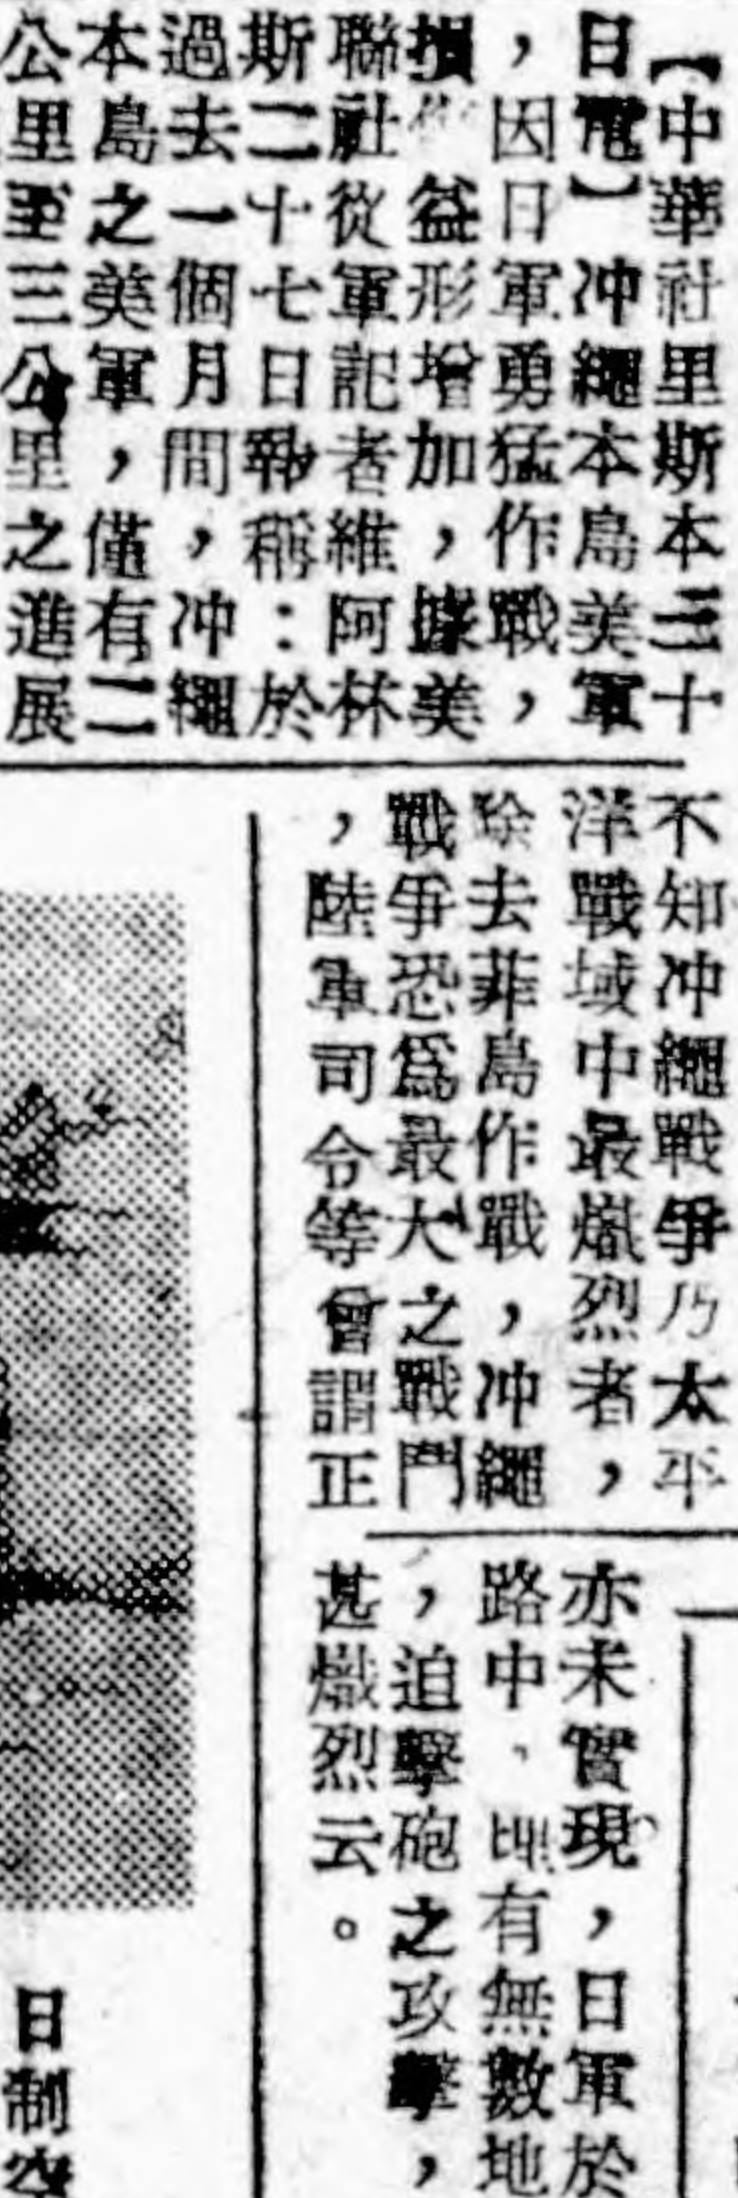 【中華社里斯本三十
日電】冲繩本島美軍
，因日軍勇猛作戰，
損 益形增加，據美
聯社從軍記者維阿林
斯二十七日報稱：於
過去一個月間，冲繩
本島之美軍，僅有二
公里至三公里之進展
不知冲繩戰爭乃太平
洋戰域中最熾烈者，
除去菲島作戰，冲繩
戰爭恐爲最大之戰鬥
，陸軍司令等曾謂正
亦未實現，日軍於
路中，有無數地
，迫擊砲之攻擊，
甚熾烈云。
日制空